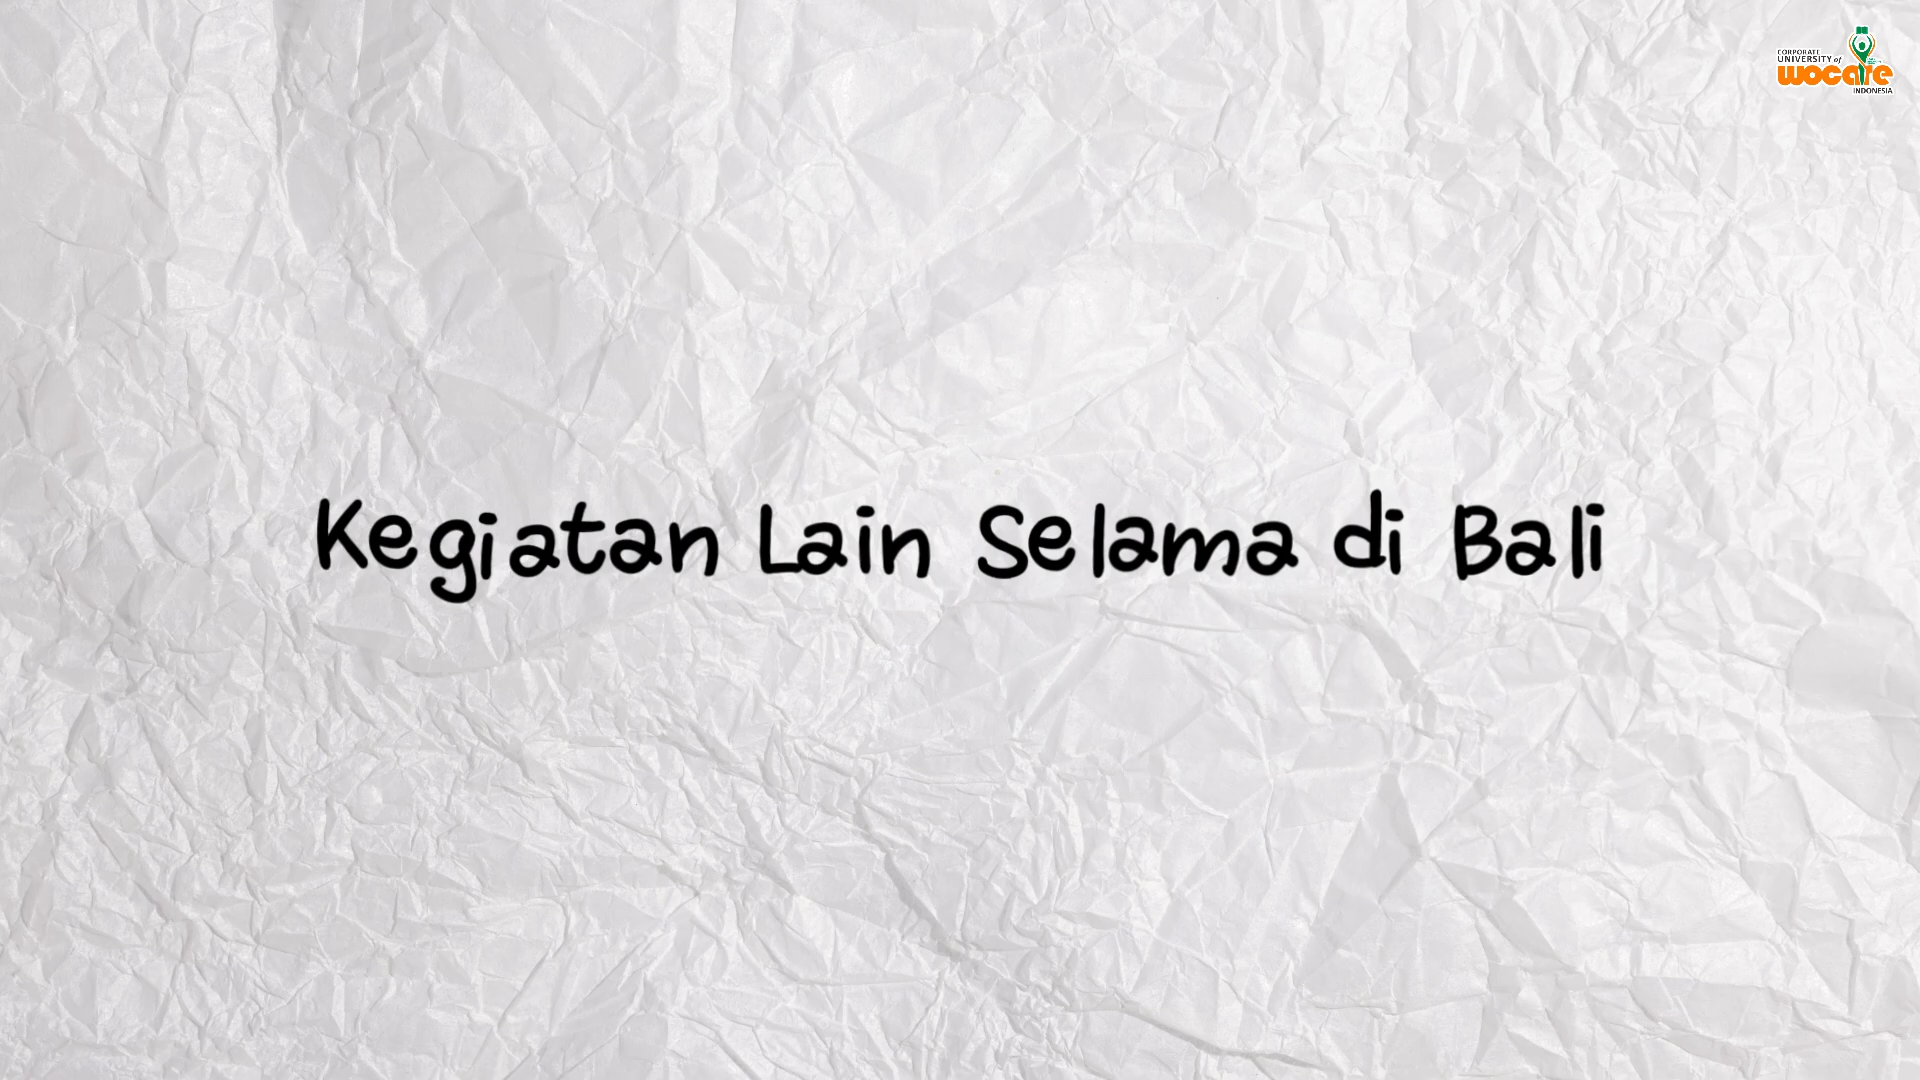 CORPORATE
UNIVERSITY of
wocare
INDONESIA
Kegiatan Lain Selama di Bali